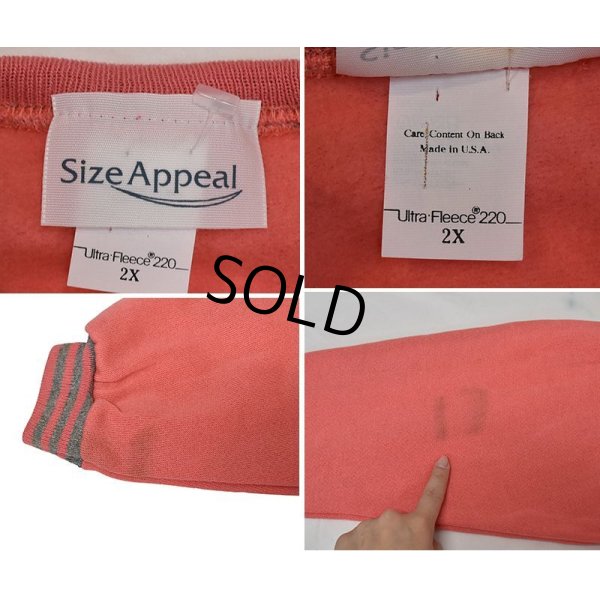 Size Appeal
Ultra·Fleece®220
2X
Care Content On Back
Made in U.S.A.
Ultra·Fleece®220
2X
SOLD